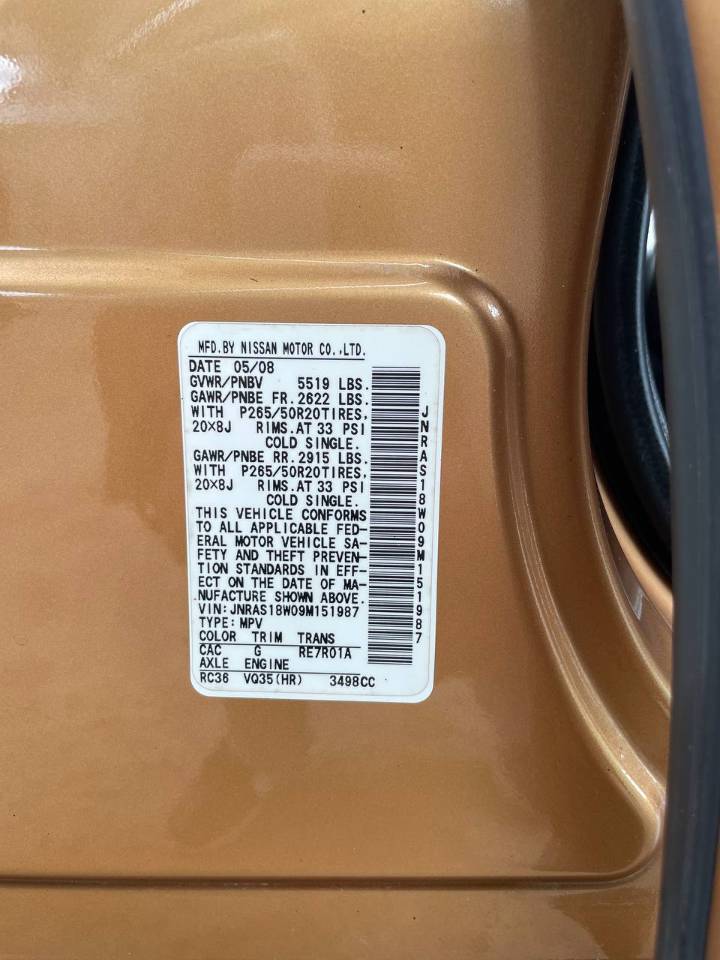 MFD.BY NISSAN MOTOR CO.,LTD.
DATE 05/08
GVWR/PNBV 5519 LBS.
GAWR/PNBE FR.2622 LBS.
WITH P265/50R20TIRES,
20×8J RIMS.AT 33 PSI
COLD SINGLE.
GAWR/PNBE RR.2915 LBS.
WITH P265/50R20TIRES,
20×8J RIMS.AT 33 PSI
COLD SINGLE.
THIS VEHICLE CONFORMS
TO ALL APPLICABLE FED-
ERAL MOTOR VEHICLE SA-
FETY AND THEFT PREVEN-
TION STANDARDS IN EFF-
ECT ON THE DATE OF MA-
NUFACTURE SHOWN ABOVE.
VIN:JNRAS18W09M151987
TYPE:MPV
COLOR TRIM TRANS
CAC G RE7R01A
AXLE ENGINE
RC36 VQ35(HR) 3498CC
JNRAS18W09M151987